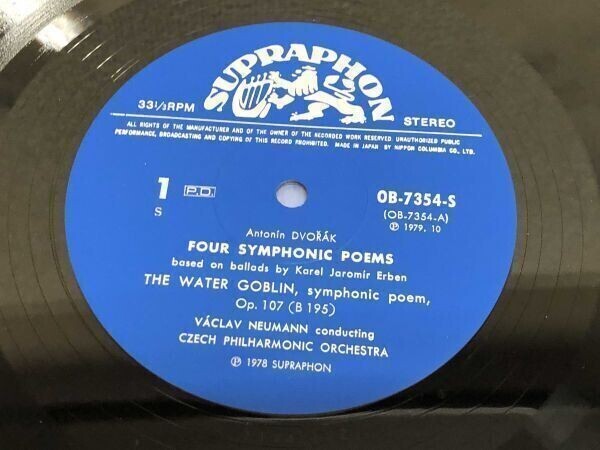 SUPRAPHON
33⅓RPM
STEREO
ALL RIGHTS OF THE MANUFACTURER AND OF THE OWNER OF THE RECORDED WORK RESERVED. UNAUTHORIZED PUBLIC
PERFORMANCE, BROADCASTING AND COPYING OF THIS RECORD PROHIBITED. MADE IN JAPAN BY NIPPON COLUMBIA CO., LTD.
1 P.D.
S
OB-7354-S
(OB-7354-A)
℗ 1979. 10
Antonín DVOŘÁK
FOUR SYMPHONIC POEMS
based on ballads by Karel Jaromír Erben
THE WATER GOBLIN, symphonic poem,
Op. 107 (B 195)
VÁCLAV NEUMANN conducting
CZECH PHILHARMONIC ORCHESTRA
℗ 1978 SUPRAPHON